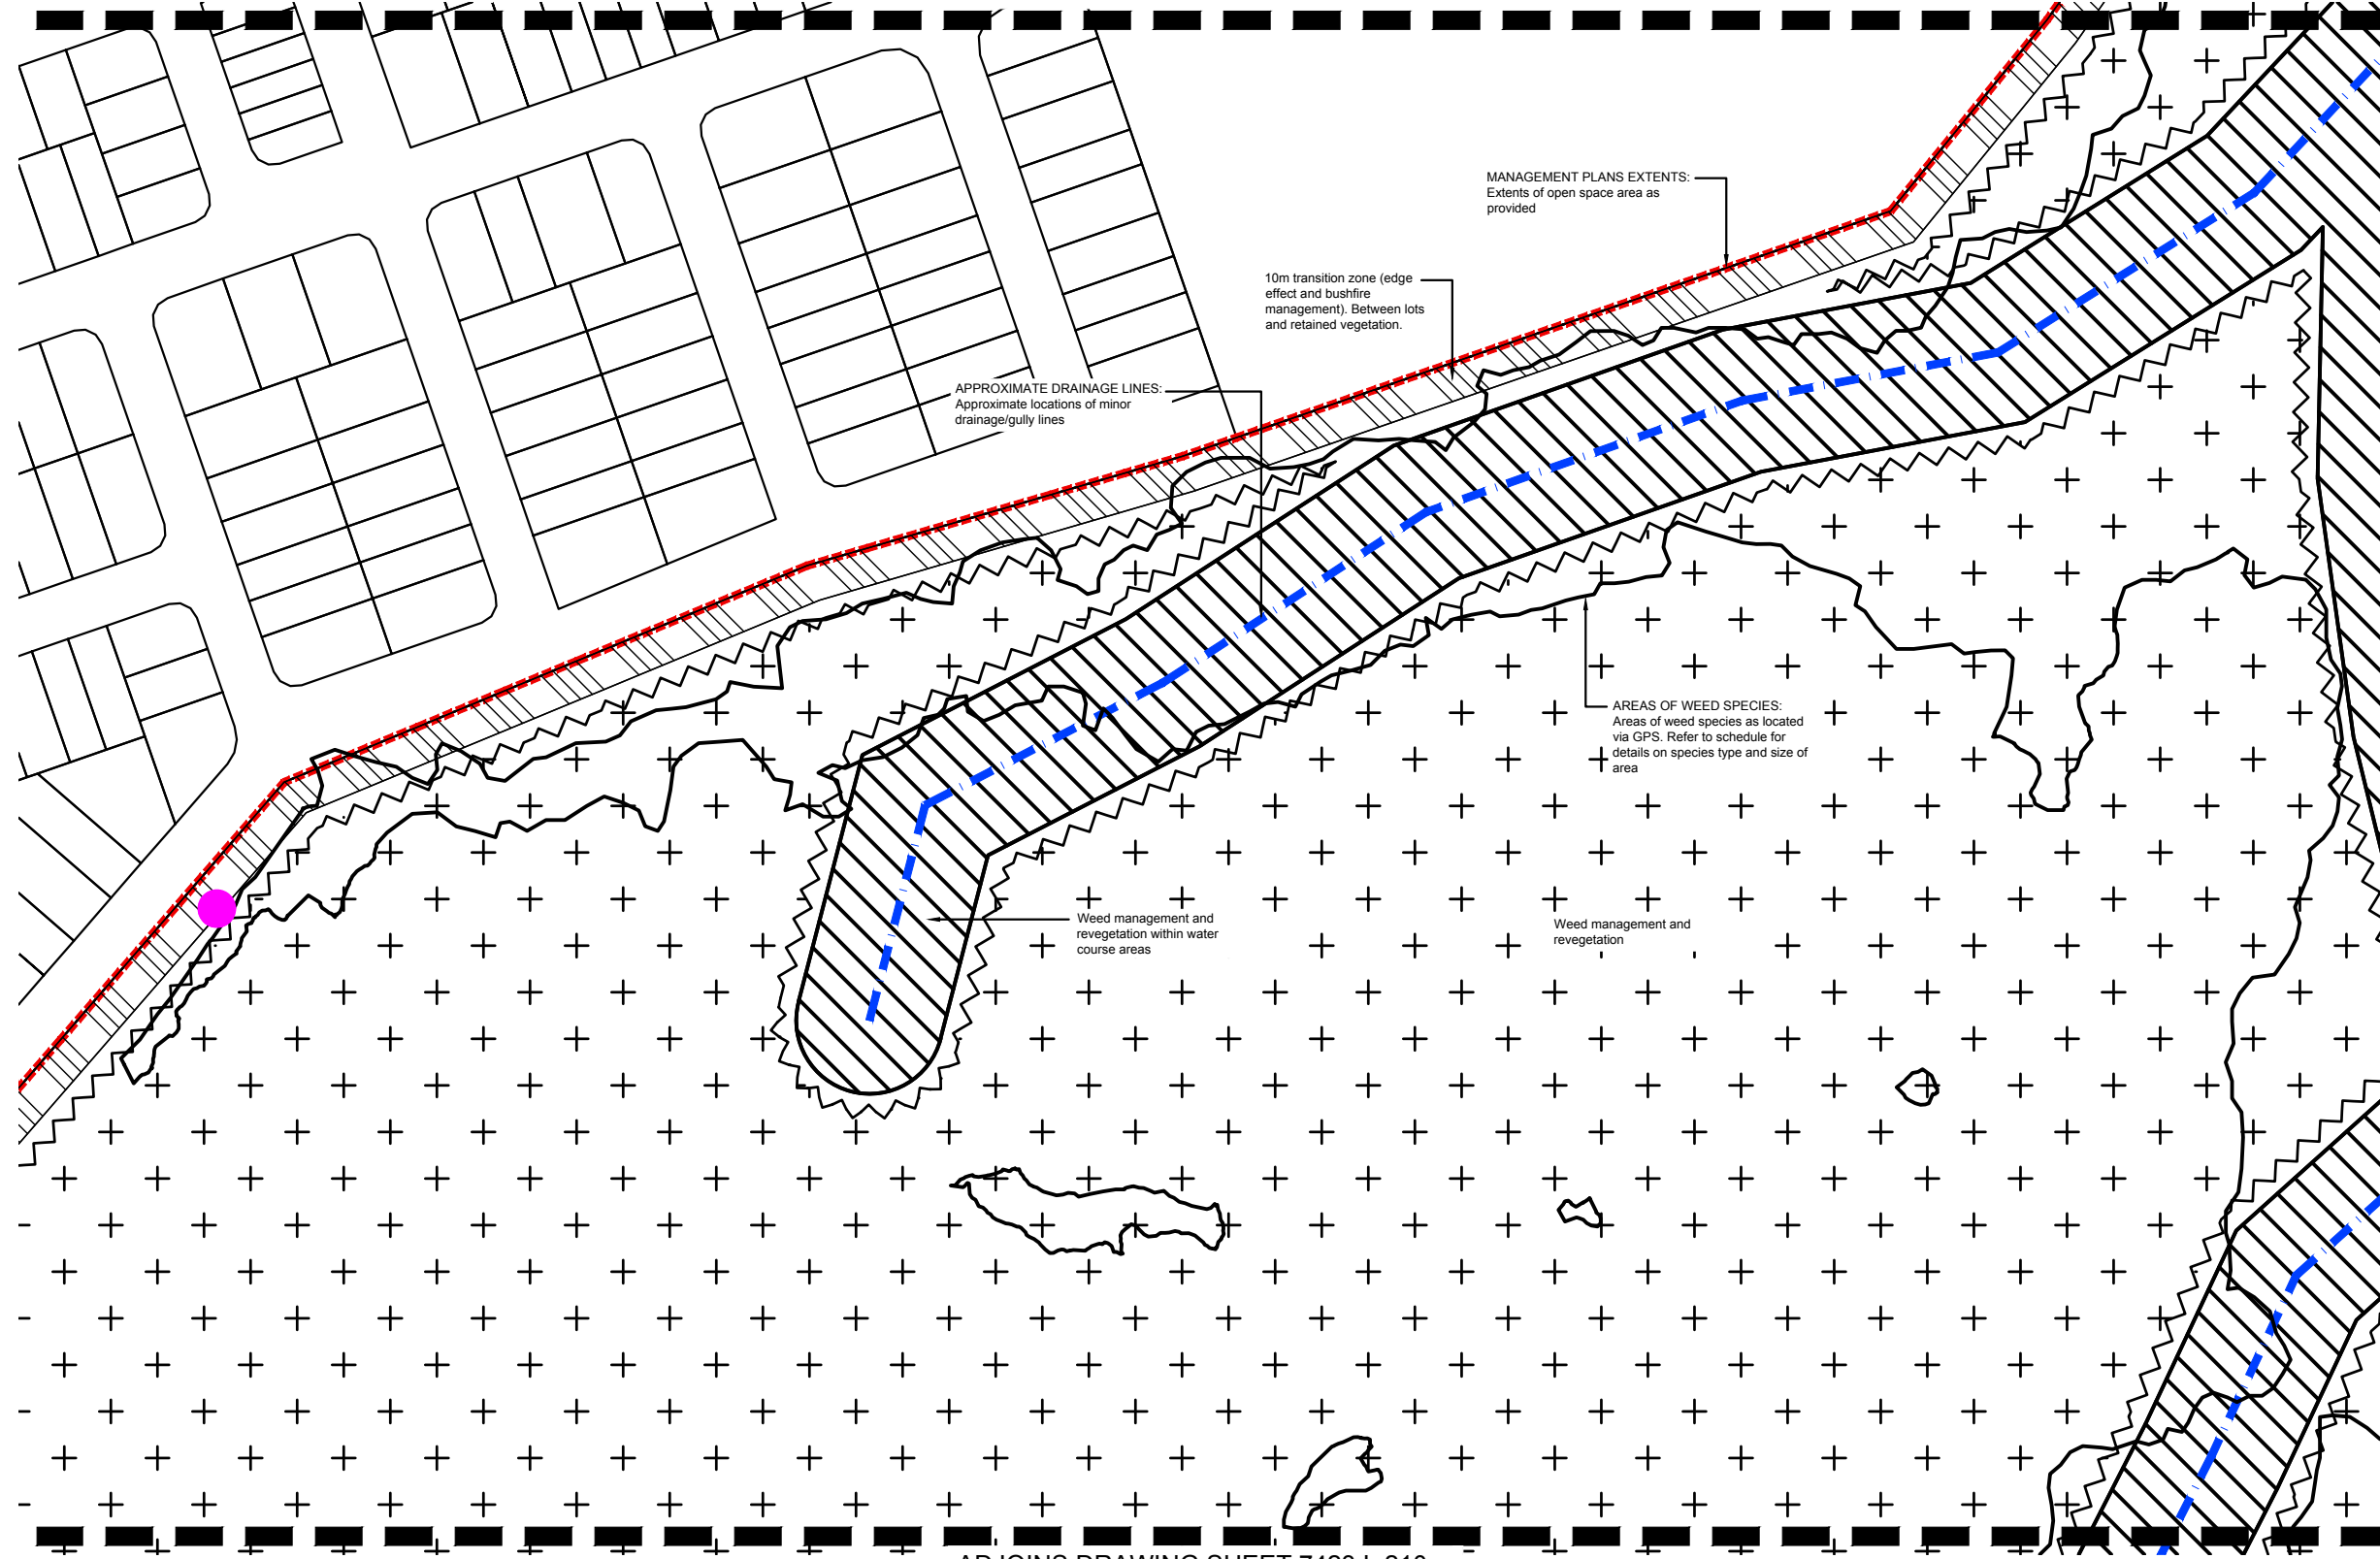 MANAGEMENT PLANS EXTENTS:
Extents of open space area as
provided
10m transition zone (edge
effect and bushfire
management). Between lots
and retained vegetation.
APPROXIMATE DRAINAGE LINES:
Approximate locations of minor
drainage/gully lines
AREAS OF WEED SPECIES:
Areas of weed species as located
via GPS. Refer to schedule for
details on species type and size of
area
Weed management and
revegetation within water
course areas
Weed management and
revegetation
ADJOINS DRAWING SHEET